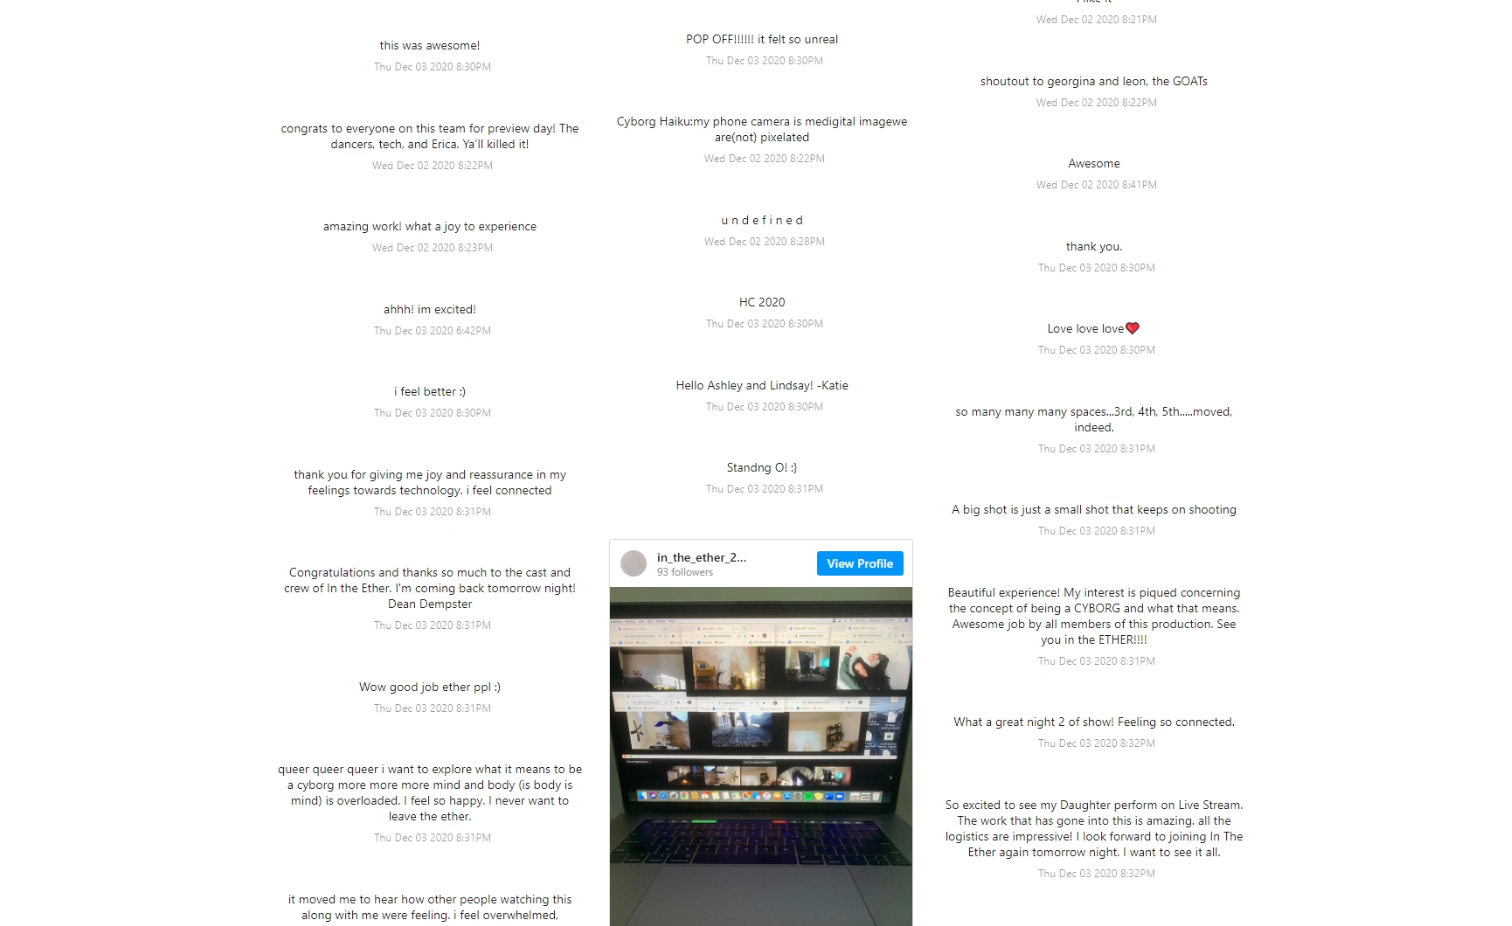 this was awesome!
Thu Dec 03 2020 8:30PM
congrats to everyone on this team for preview day! The
dancers, tech, and Erica. Ya'll killed it!
Wed Dec 02 2020 8:22PM
amazing work! what a joy to experience
Wed Dec 02 2020 8:23PM
ahhh! im excited!
Thu Dec 03 2020 6:42PM
i feel better :)
Thu Dec 03 2020 8:30PM
thank you for giving me joy and reassurance in my
feelings towards technology. i feel connected
Thu Dec 03 2020 8:31PM
Congratulations and thanks so much to the cast and
crew of In the Ether. I'm coming back tomorrow night!
Dean Dempster
Thu Dec 03 2020 8:31PM
Wow good job ether ppl :)
Thu Dec 03 2020 8:31PM
queer queer queer i want to explore what it means to be
a cyborg more more more mind and body (is body is
mind) is overloaded. I feel so happy. I never want to
leave the ether.
Thu Dec 03 2020 8:31PM
it moved me to hear how other people watching this
along with me were feeling. i feel overwhelmed,
POP OFF!!!!!! it felt so unreal
Thu Dec 03 2020 8:30PM
Cyborg Haiku:my phone camera is medigital imagewe
are(not) pixelated
Wed Dec 02 2020 8:22PM
u n d e f i n e d
Wed Dec 02 2020 8:28PM
HC 2020
Thu Dec 03 2020 8:30PM
Hello Ashley and Lindsay! -Katie
Thu Dec 03 2020 8:30PM
Standng O! :}
Thu Dec 03 2020 8:31PM
in_the_ether_2...
93 followers
View Profile
Wed Dec 02 2020 8:21PM
shoutout to georgina and leon, the GOATs
Wed Dec 02 2020 8:22PM
Awesome
Wed Dec 02 2020 8:41PM
thank you.
Thu Dec 03 2020 8:30PM
Love love love❤️
Thu Dec 03 2020 8:30PM
so many many many spaces...3rd, 4th, 5th.....moved,
indeed.
Thu Dec 03 2020 8:31PM
A big shot is just a small shot that keeps on shooting
Thu Dec 03 2020 8:31PM
Beautiful experience! My interest is piqued concerning
the concept of being a CYBORG and what that means.
Awesome job by all members of this production. See
you in the ETHER!!!!
Thu Dec 03 2020 8:31PM
What a great night 2 of show! Feeling so connected.
Thu Dec 03 2020 8:32PM
So excited to see my Daughter perform on Live Stream.
The work that has gone into this is amazing. all the
logistics are impressive! I look forward to joining In The
Ether again tomorrow night. I want to see it all.
Thu Dec 03 2020 8:32PM